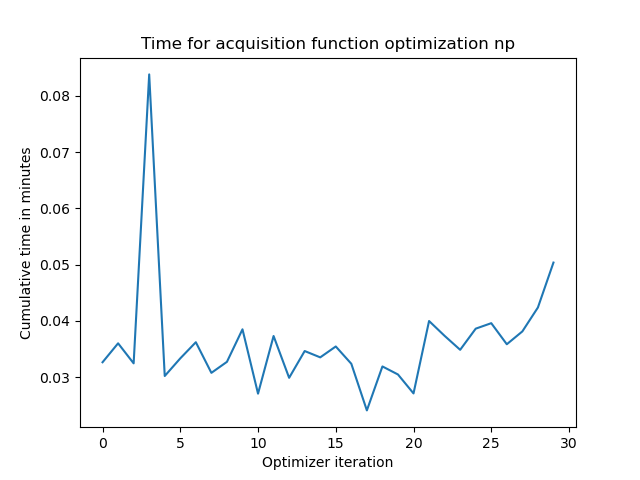 Time for acquisition function optimization np
Cumulative time in minutes
0.08
0.07
0.06
0.05
0.04
0.03
0 5 10 15 20 25 30
Optimizer iteration